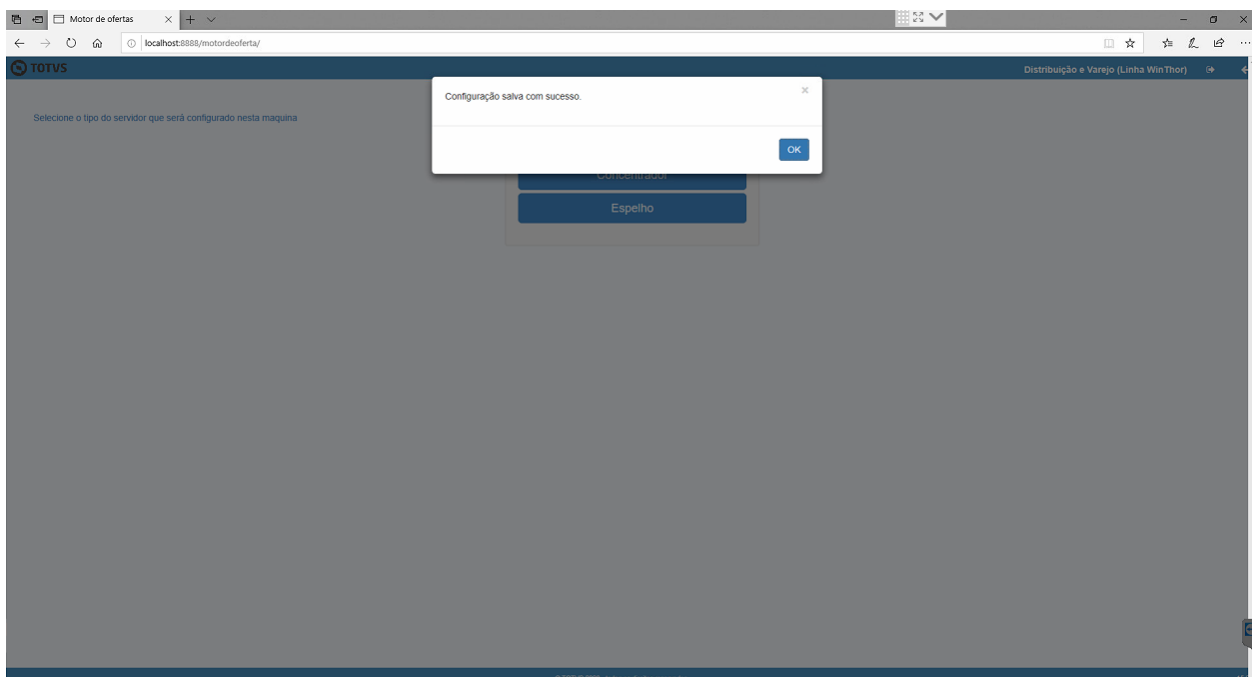 Motor de ofertas
localhost:8888/motordeoferta/
TOTVS
Distribuição e Varejo (Linha WinThor)
Configuração salva com sucesso.
Selecione o tipo do servidor que será configurado nesta maquina
OK
Concentrador
Espelho